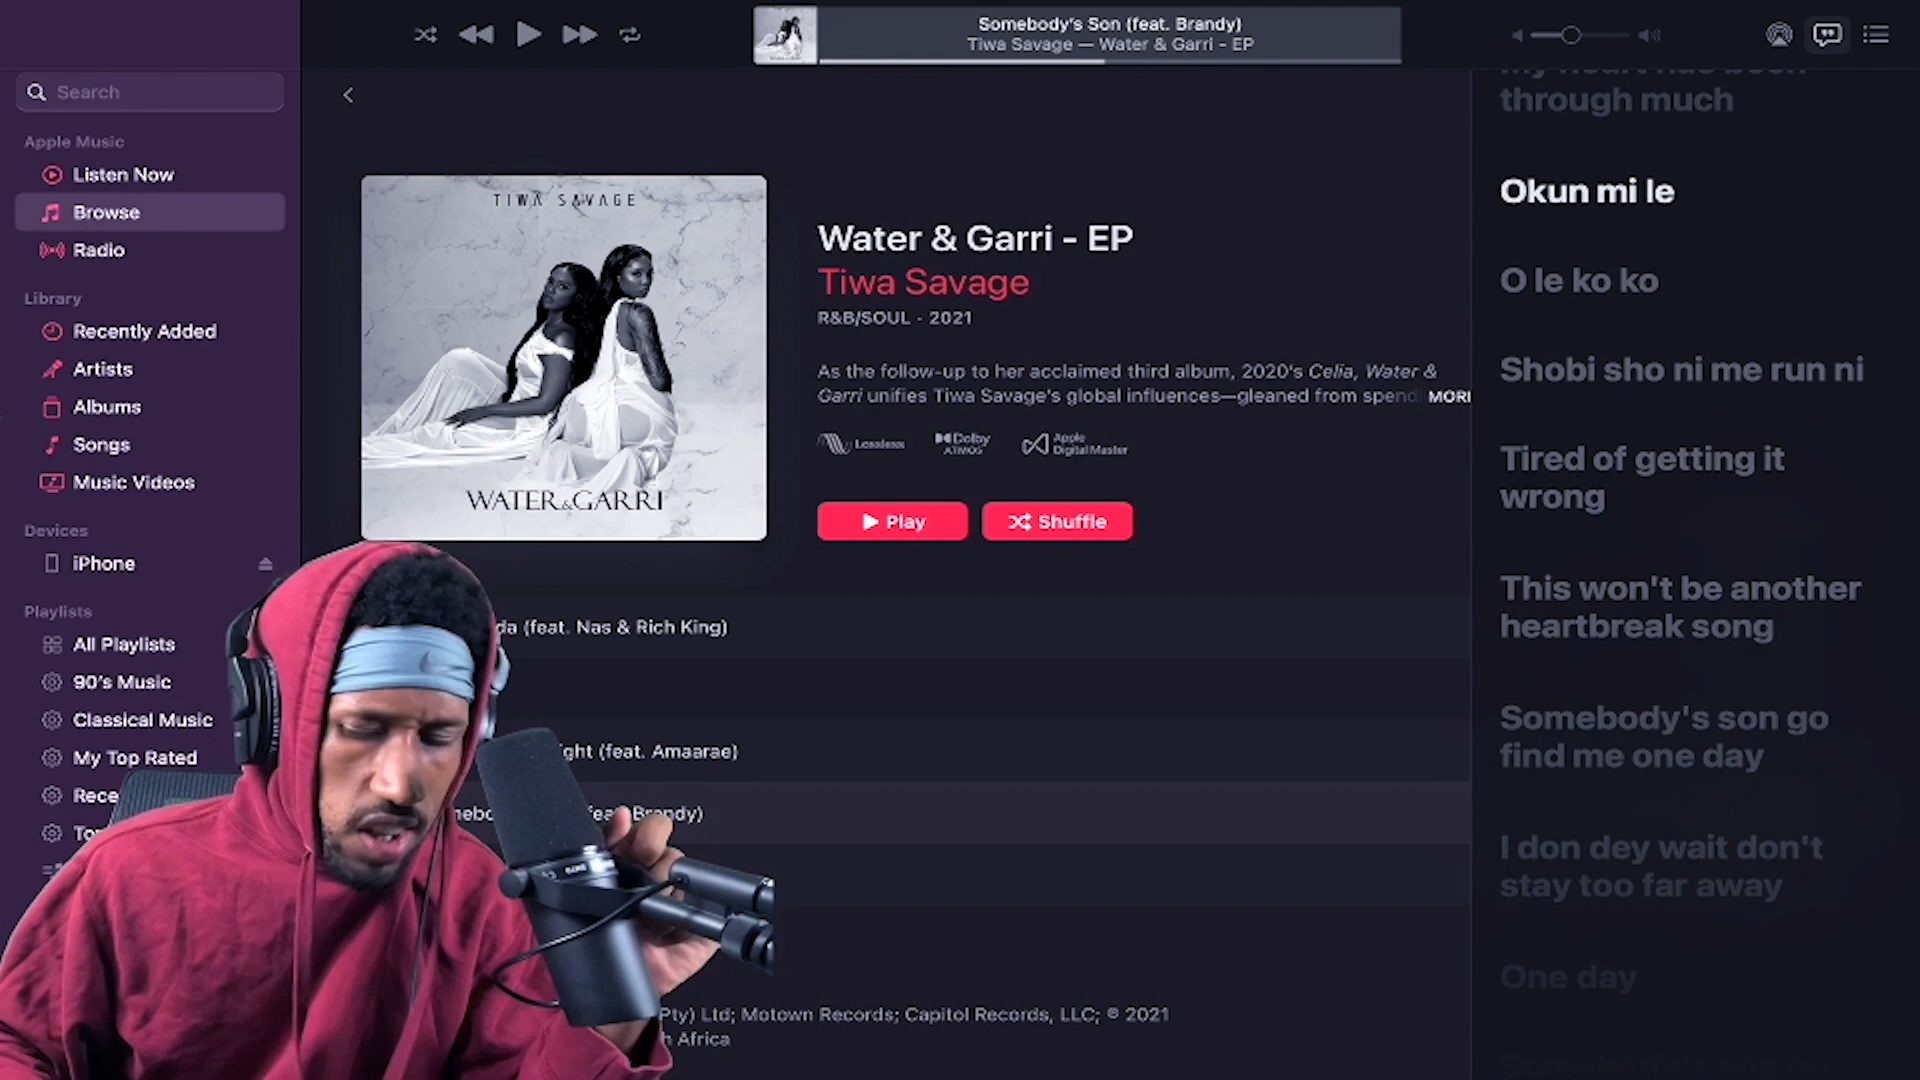 Somebody's Son (feat. Brandy)
Tiwa Savage — Water & Garri - EP
Search
Apple Music
Listen Now
Browse
Radio
Library
Recently Added
Artists
Albums
Songs
Music Videos
Devices
iPhone
Playlists
All Playlists
90's Music
Classical Music
My Top Rated
Rece
To
TIWA SAVAGE
WATER & GARRI
Water & Garri - EP
Tiwa Savage
R&B/SOUL · 2021
As the follow-up to her acclaimed third album, 2020's Celia, Water &
Garri unifies Tiwa Savage's global influences—gleaned from spend MORE
Lossless
Dolby
ATMOS
Apple
Digital Master
Play
Shuffle
da (feat. Nas & Rich King)
ght (feat. Amaarae)
Brandy)
Pty) Ltd; Motown Records; Capitol Records, LLC; ℗ 2021
h Africa
My heart has been
through much
Okun mi le
O le ko ko
Shobi sho ni me run ni
Tired of getting it
wrong
This won't be another
heartbreak song
Somebody's son go
find me one day
I don dey wait don't
stay too far away
One day